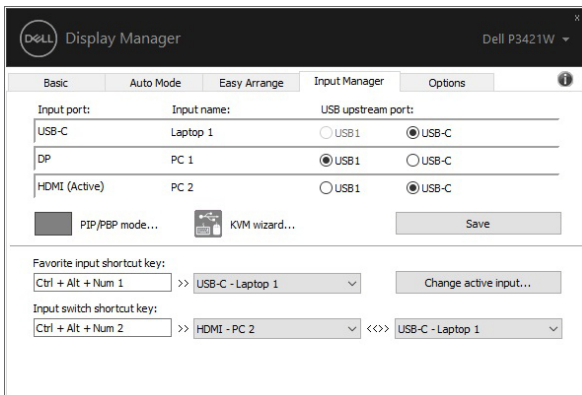 x
DELL Display Manager Dell P3421W
Basic Auto Mode Easy Arrange Input Manager Options i
Input port: Input name: USB upstream port:
USB-C Laptop 1 USB1 USB-C
DP PC 1 USB1 USB-C
HDMI (Active) PC 2 USB1 USB-C
PIP/PBP mode... KVM wizard... Save
Favorite input shortcut key:
Ctrl + Alt + Num 1 >> USB-C - Laptop 1 Change active input...
Input switch shortcut key:
Ctrl + Alt + Num 2 >> HDMI - PC 2 <<>> USB-C - Laptop 1